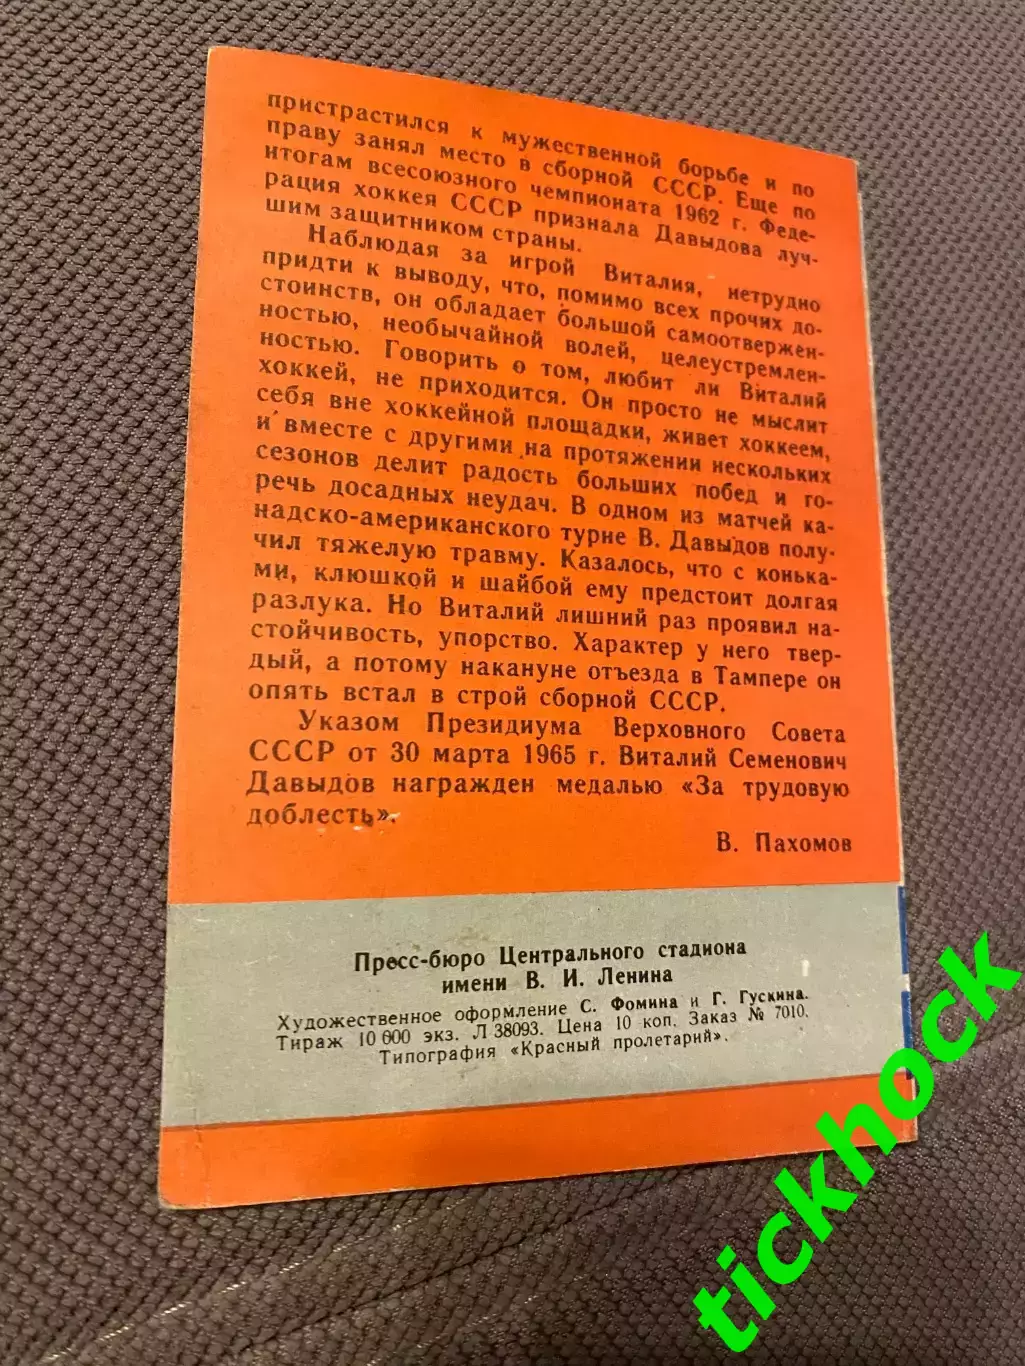 пристрастился к мужественной борьбе и по
праву занял место в сборной СССР. Еще по
итогам всесоюзного чемпионата 1962 г. Феде-
рация хоккея СССР признала Давыдова луч-
шим защитником страны.
Наблюдая за игрой Виталия, нетрудно
придти к выводу, что, помимо всех прочих до-
стоинств, он обладает большой самоотвержен-
ностью, необычайной волей, целеустремлен-
ностью. Говорить о том, любит ли Виталий
хоккей, не приходится. Он просто не мыслит
себя вне хоккейной площадки, живет хоккеем,
и вместе с другими на протяжении нескольких
сезонов делит радость больших побед и го-
речь досадных неудач. В одном из матчей ка-
надско-американского турне В. Давыдов полу-
чил тяжелую травму. Казалось, что с конька-
ми, клюшкой и шайбой ему предстоит долгая
разлука. Но Виталий лишний раз проявил на-
стойчивость, упорство. Характер у него твер-
дый, а потому накануне отъезда в Тампере он
опять встал в строй сборной СССР.
Указом Президиума Верховного Совета
СССР от 30 марта 1965 г. Виталий Семенович
Давыдов награжден медалью «За трудовую
доблесть».
В. Пахомов
Пресс-бюро Центрального стадиона
имени В. И. Ленина
Художественное оформление С. Фомина и Г. Гускина.
Тираж 10 600 экз. Л 38093. Цена 10 коп. Заказ № 7010.
Типография «Красный пролетарий».
tickhock